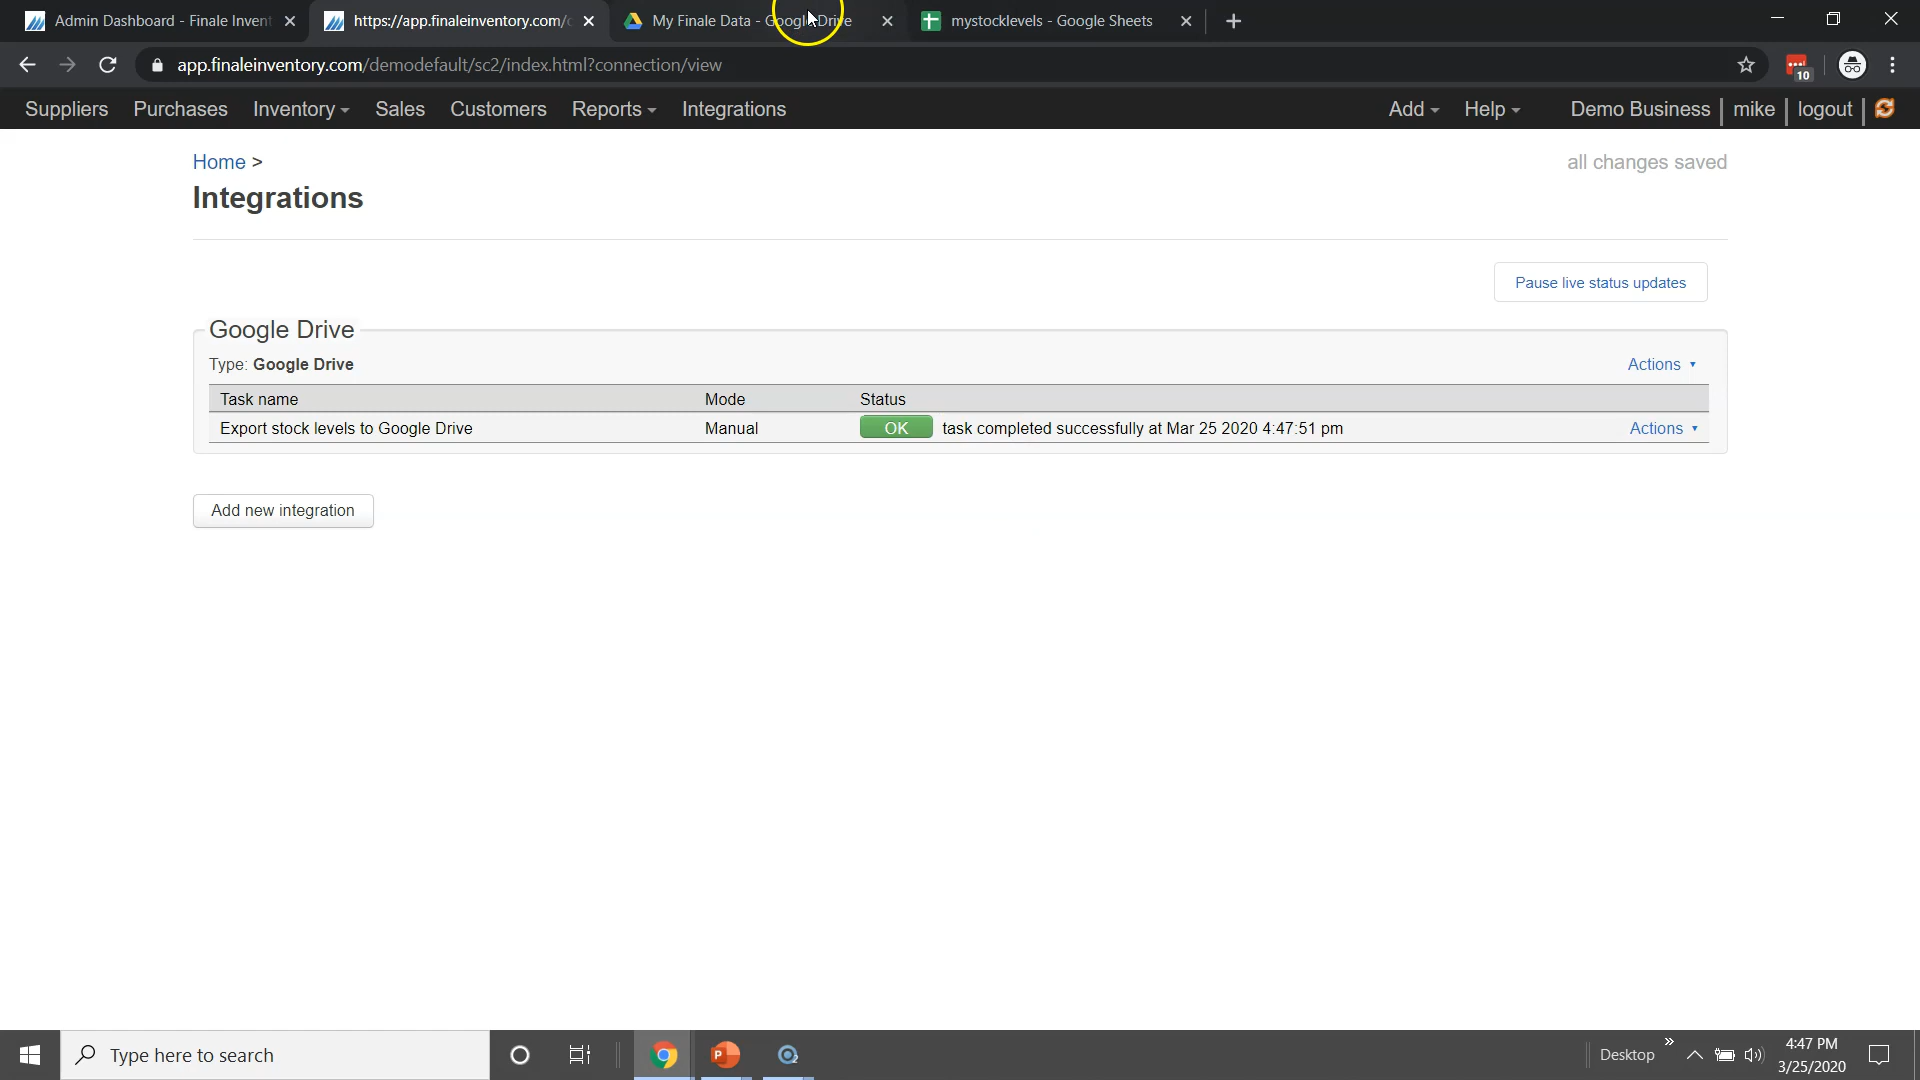 Admin Dashboard - Finale Invent
https://app.finaleinventory.com/
My Finale Data - Google Drive
mystocklevels - Google Sheets
app.finaleinventory.com/demodefault/sc2/index.html?connection/view
10
Suppliers Purchases Inventory Sales Customers Reports Integrations Add Help Demo Business | mike | logout |
Home >
all changes saved
Integrations
Pause live status updates
Google Drive
Type: Google Drive
Actions
Task name Mode Status
Export stock levels to Google Drive Manual OK task completed successfully at Mar 25 2020 4:47:51 pm Actions
Add new integration
Type here to search
Desktop
4:47 PM
3/25/2020